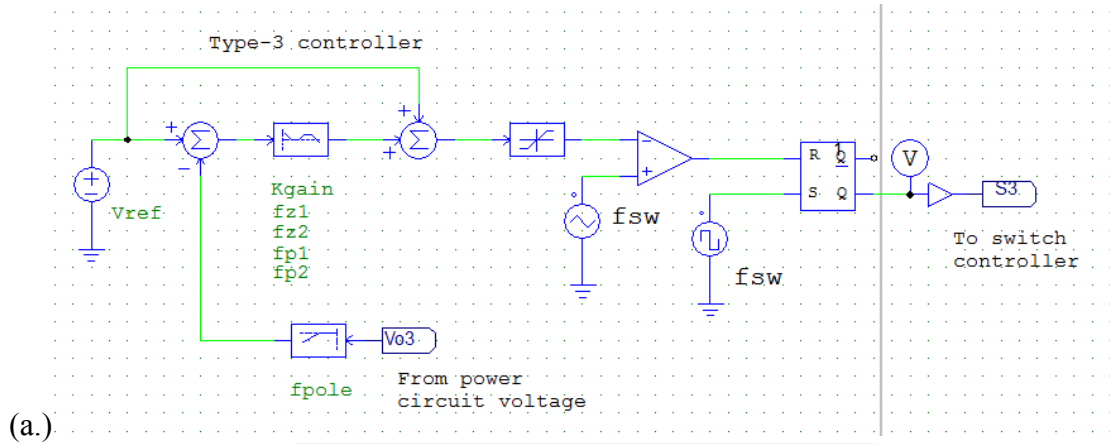 Type-3 controller
+
+
+
-
Σ
Σ
-
+
R
1
Q
S
Q
V
S3
Vref
Kgain
fz1
fz2
fp1
fp2
fsw
fsw
To switch
controller
Vo3
fpole
From power
circuit voltage
(a.)